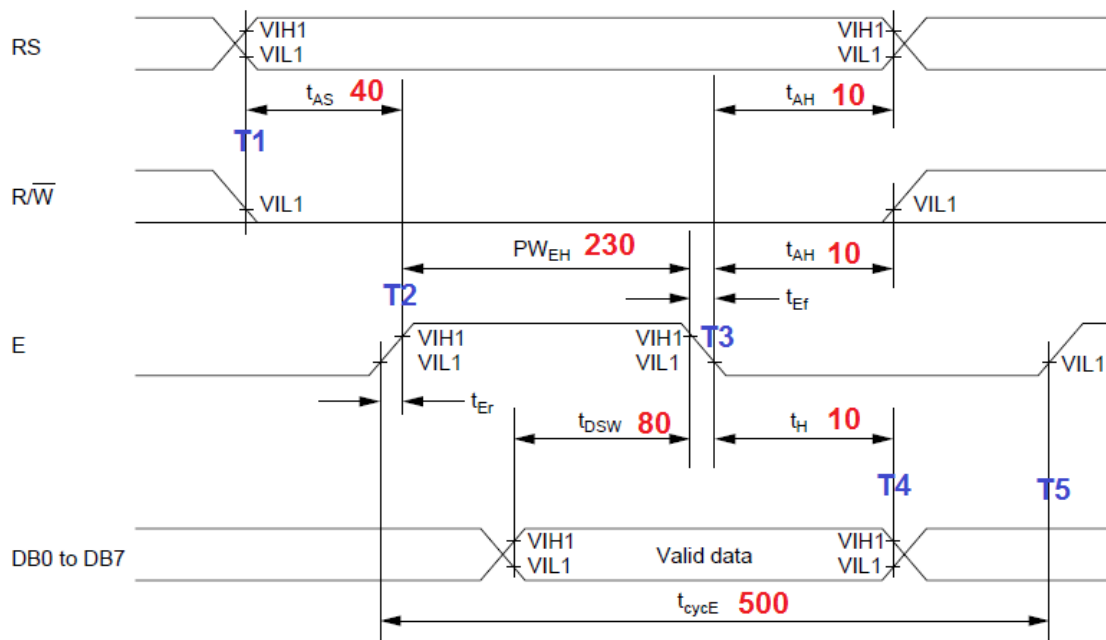 RS
VIH1
VIL1
VIH1
VIL1
tAS 40
tAH 10
T1
R/W̅
VIL1
VIL1
PWEH 230
tAH 10
T2
tEf
E
VIH1
VIL1
VIH1
VIL1
T3
VIL1
tEr
tDSW 80
tH 10
T4
T5
DB0 to DB7
VIH1
VIL1
Valid data
VIH1
VIL1
tcycE 500